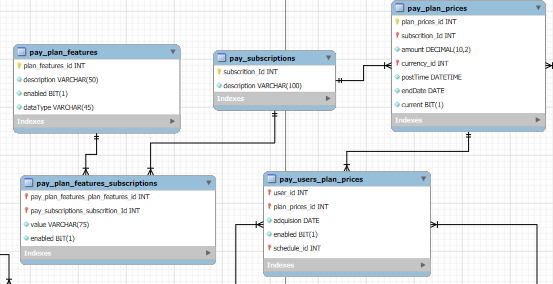 pay_plan_prices
plan_prices_id INT
subscrition_Id INT
amount DECIMAL(10,2)
currency_id INT
postTime DATETIME
endDate DATE
current BIT(1)
Indexes
pay_plan_features
plan_features_id INT
description VARCHAR(50)
enabled BIT(1)
dataType VARCHAR(45)
Indexes
pay_subscriptions
subscrition_Id INT
description VARCHAR(100)
Indexes
pay_plan_features_subscriptions
pay_plan_features_plan_features_id INT
pay_subscriptions_subscrition_Id INT
value VARCHAR(75)
enabled BIT(1)
Indexes
pay_users_plan_prices
user_id INT
plan_prices_id INT
adquision DATE
enabled BIT(1)
schedule_id INT
Indexes